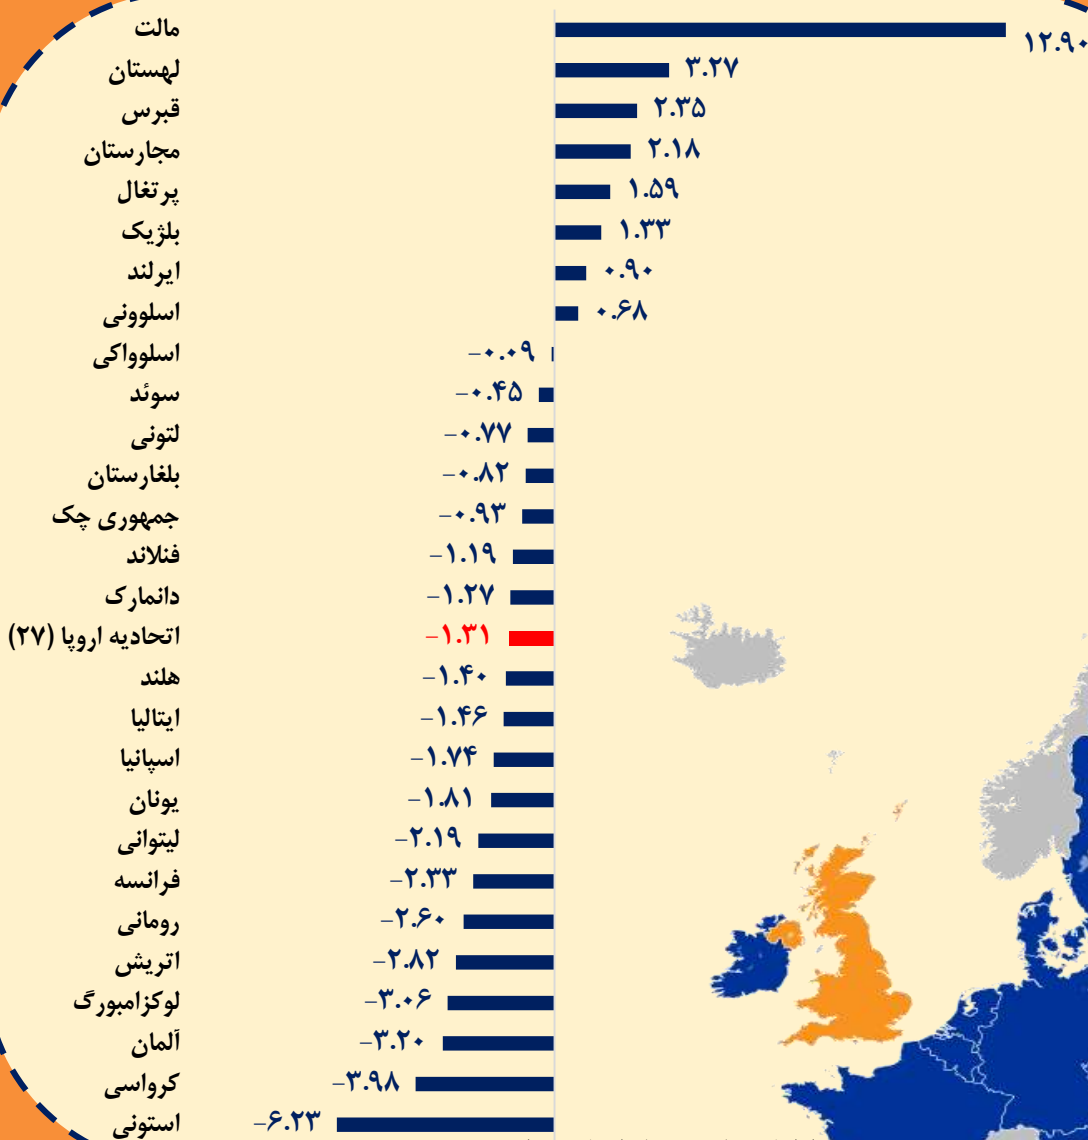 مالت ۱۲.۹۰
لهستان ۳.۲۷
قبرس ۲.۳۵
مجارستان ۲.۱۸
پرتغال ۱.۵۹
بلژیک ۱.۳۳
ایرلند ۰.۹۰
اسلوونی ۰.۶۸
اسلوواکی -۰.۰۹
سوئد -۰.۴۵
لتونی -۰.۷۷
بلغارستان -۰.۸۲
جمهوری چک -۰.۹۳
فنلاند -۱.۱۹
دانمارک -۱.۲۷
اتحادیه اروپا (۲۷) -۱.۳۱
هلند -۱.۴۰
ایتالیا -۱.۴۶
اسپانیا -۱.۷۴
یونان -۱.۸۱
لیتوانی -۲.۱۹
فرانسه -۲.۳۳
رومانی -۲.۶۰
اتریش -۲.۸۲
لوکزامبورگ -۳.۰۶
آلمان -۳.۲۰
کرواسی -۳.۹۸
استونی -۶.۲۳